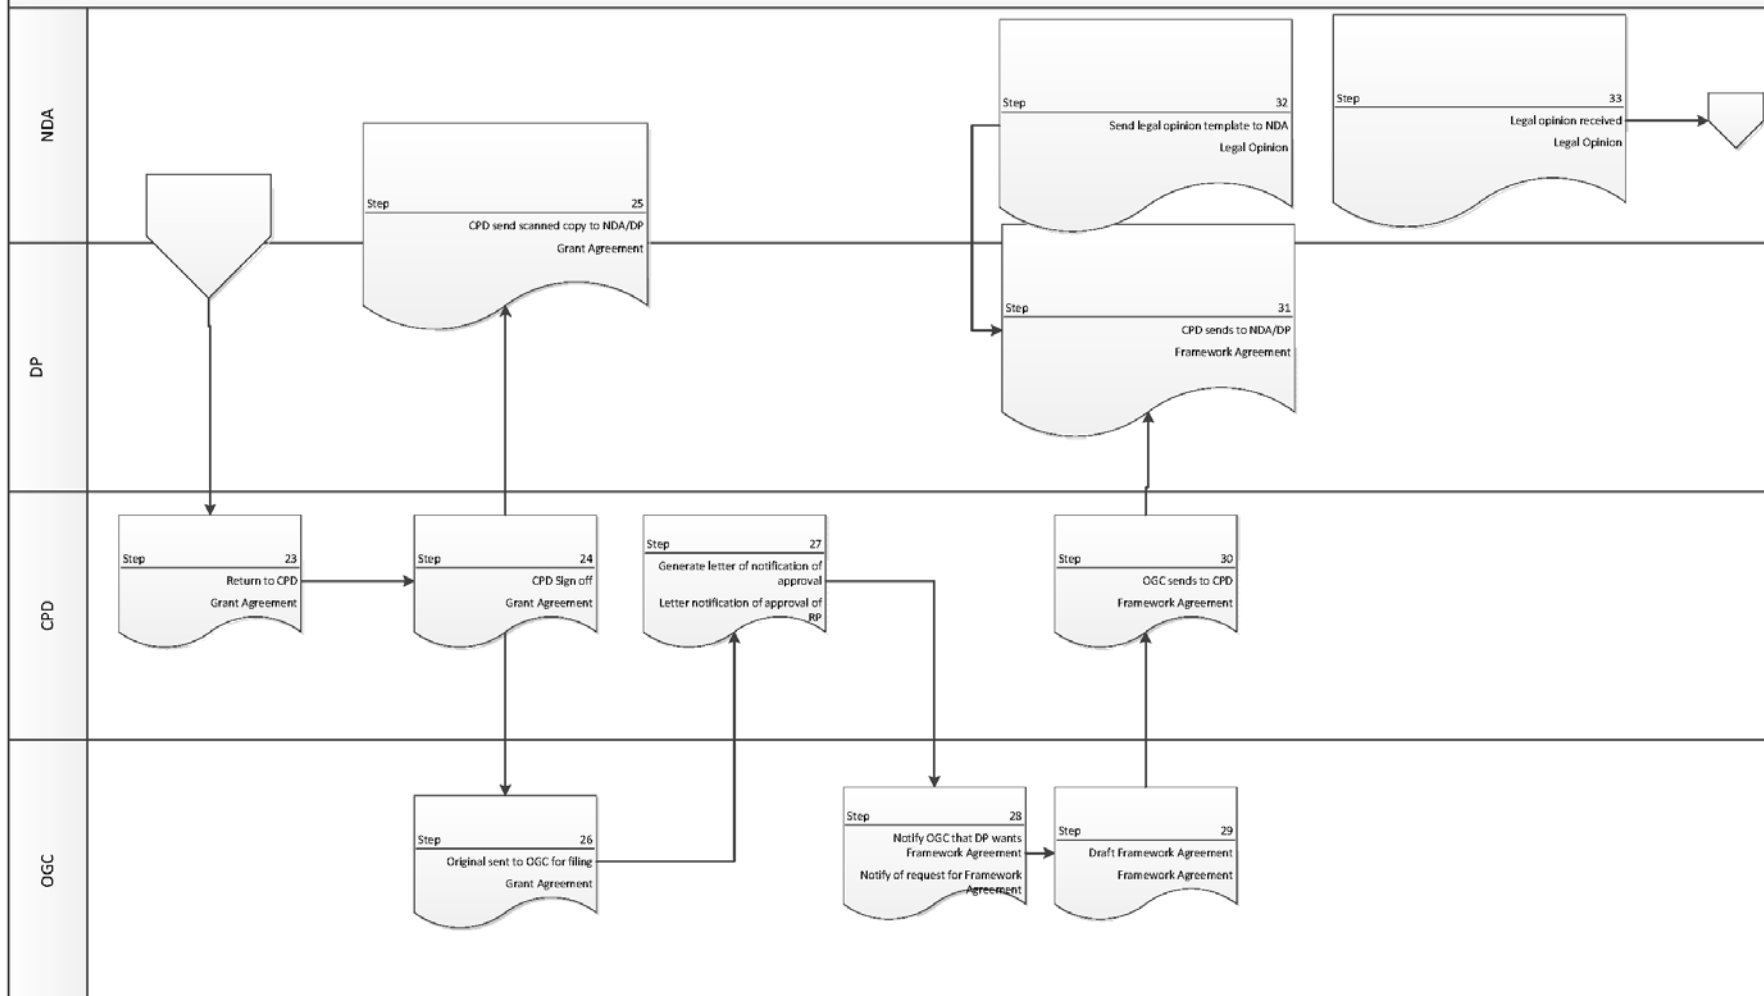 NDA
Step 32
Send legal opinion template to NDA
Legal Opinion
Step 33
Legal opinion received
Legal Opinion
Step 25
CPD send scanned copy to NDA/DP
Grant Agreement
DP
Step 31
CPD sends to NDA/DP
Framework Agreement
CPD
Step 23
Return to CPD
Grant Agreement
Step 24
CPD Sign off
Grant Agreement
Step 27
Generate letter of notification of
approval
Letter notification of approval of
RP
Step 30
OGC sends to CPD
Framework Agreement
OGC
Step 26
Original sent to OGC for filing
Grant Agreement
Step 28
Notify OGC that DP wants
Framework Agreement
Notify of request for Framework
Agreement
Step 29
Draft Framework Agreement
Framework Agreement